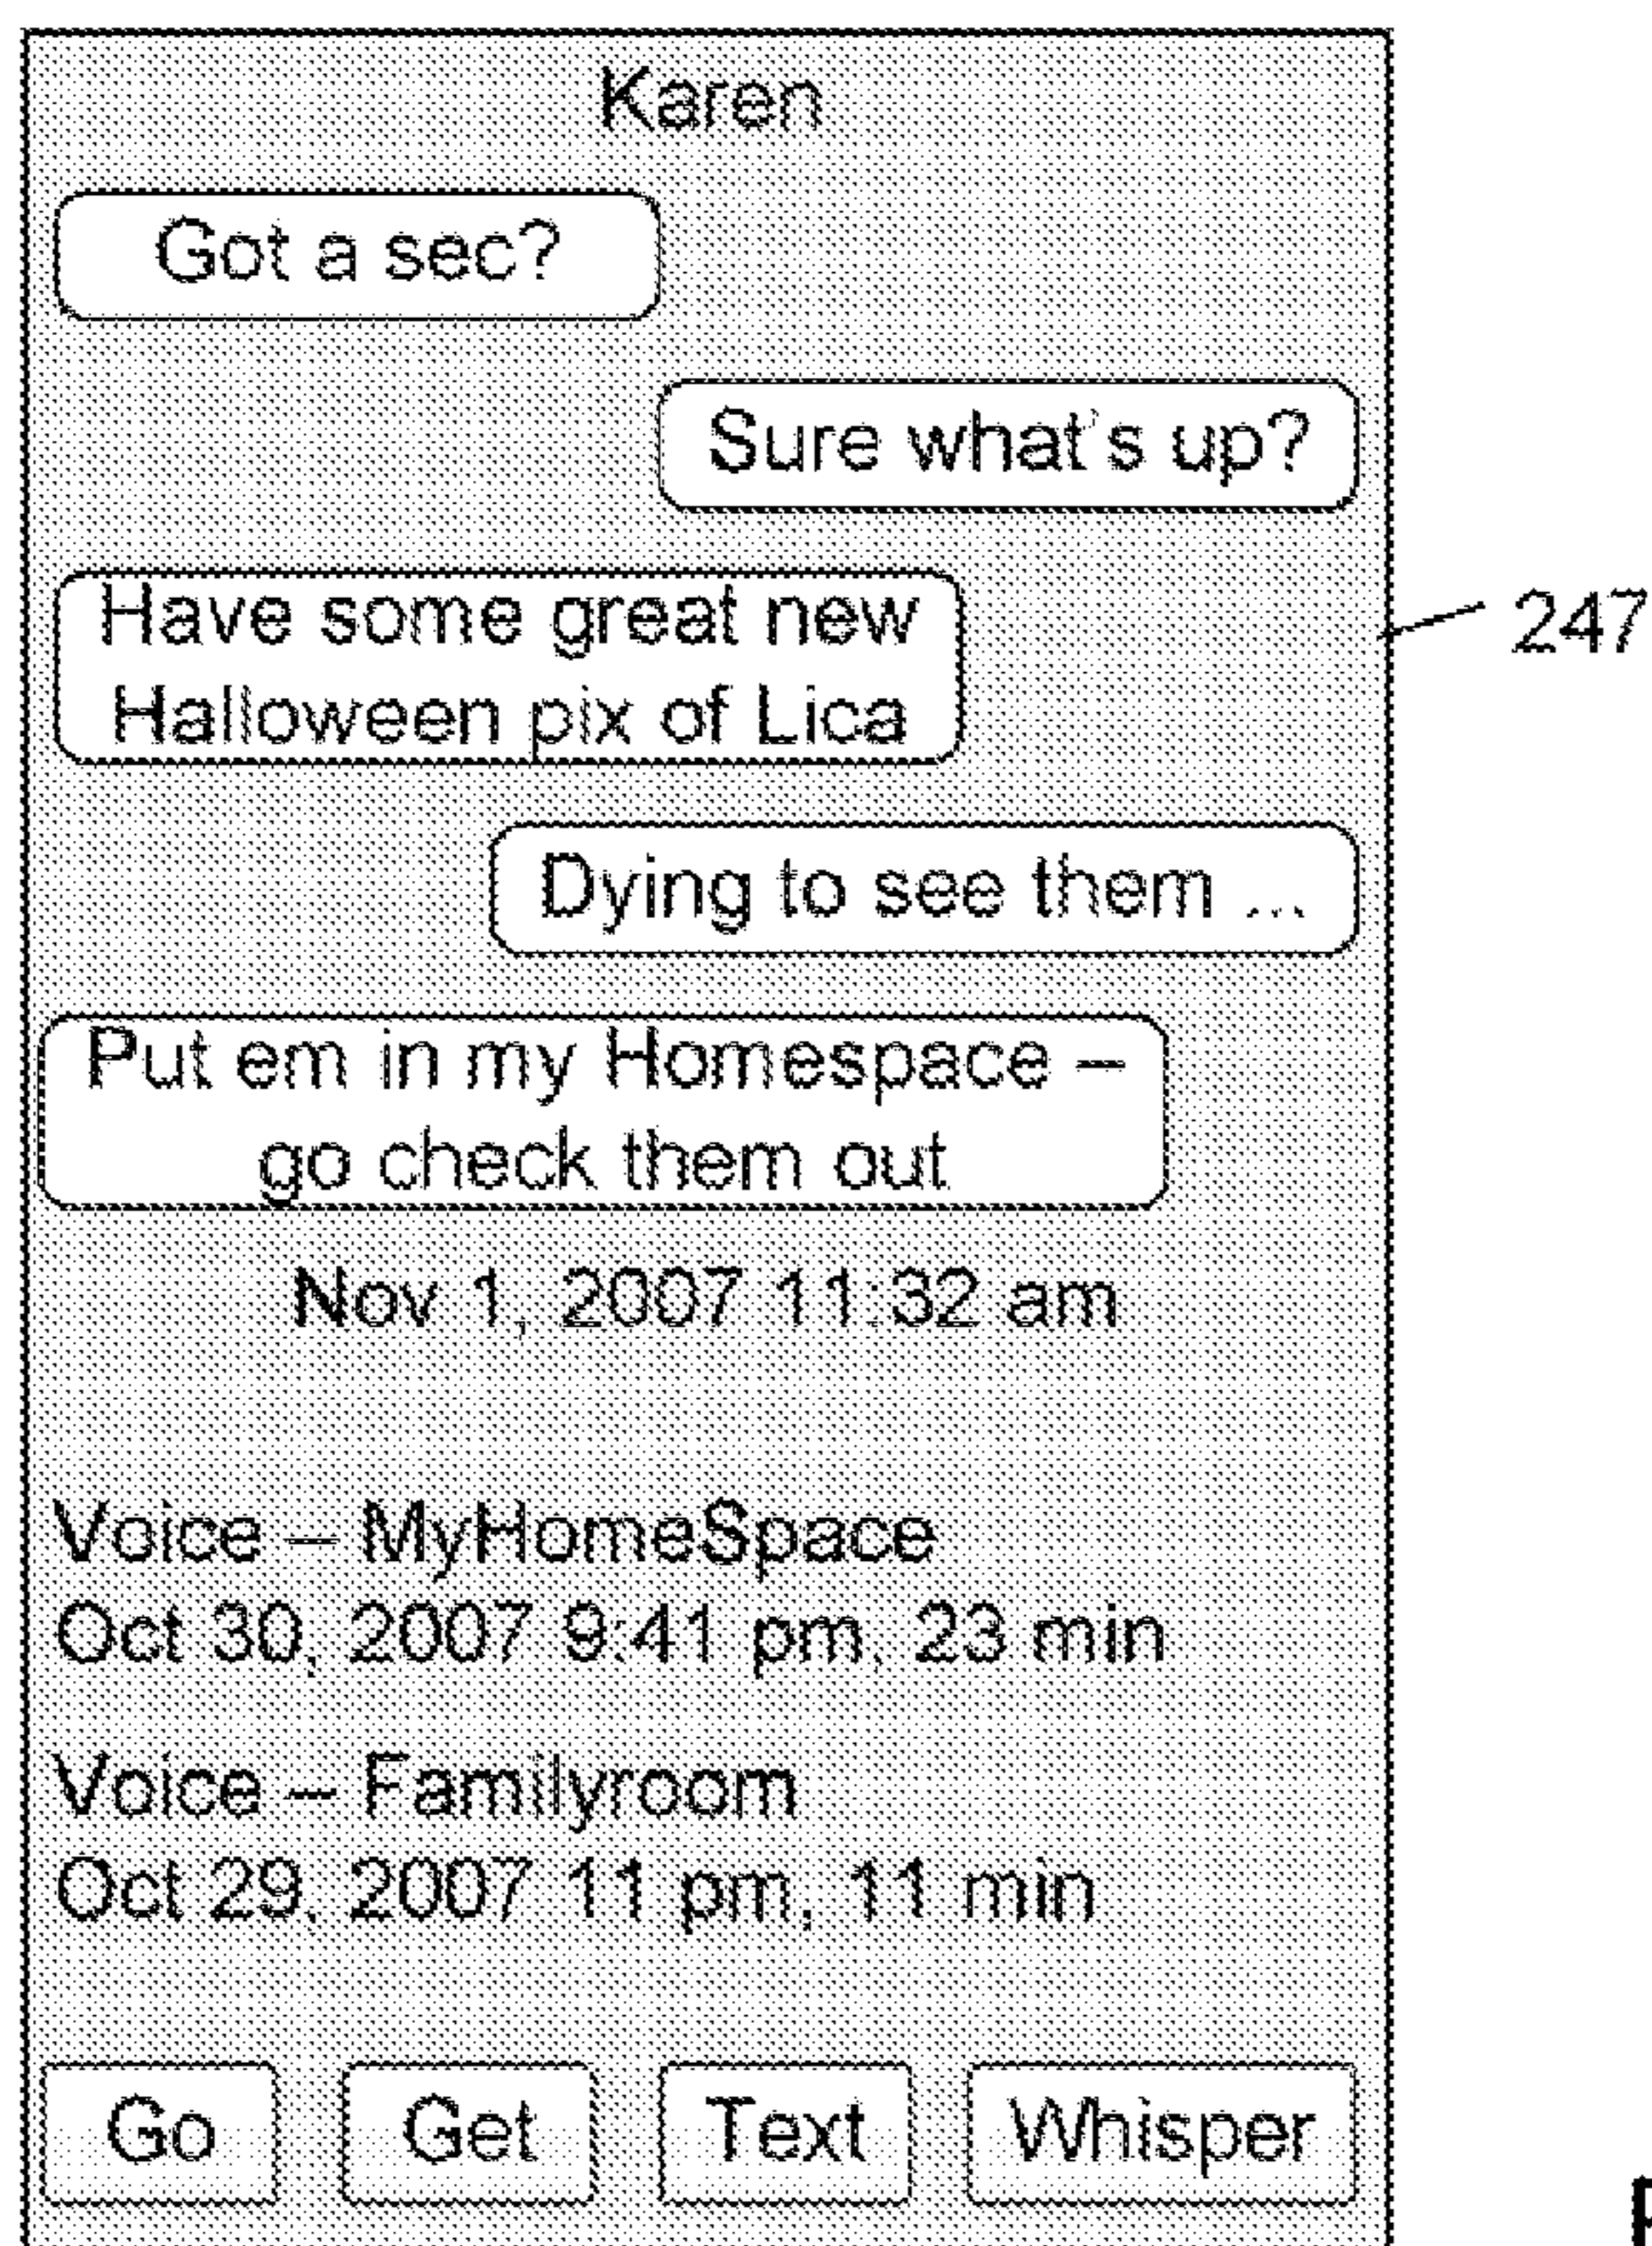 Karen
Got a sec?
Sure what's up?
Have some great new
Halloween pix of Lica
247
Dying to see them ...
Put em in my Homespace –
go check them out
Nov 1, 2007 11:32 am
Voice – MyHomeSpace
Oct 30, 2007 9:41 pm, 23 min
Voice – Familyroom
Oct 29, 2007 11 pm, 11 min
Go Get Text Whisper